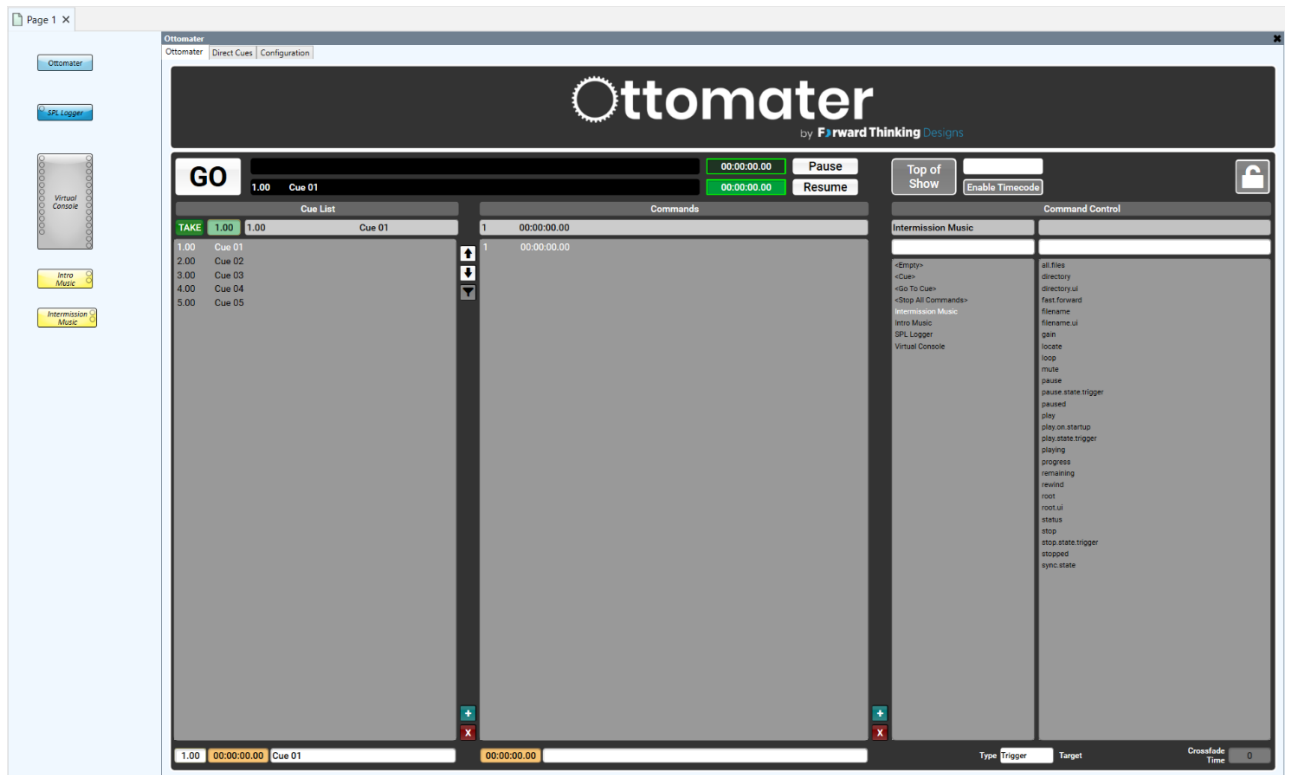 Page 1 X
Ottomater
SPL Logger
Virtual
Console
Intro
Music
Intermission
Music
Ottomater
Ottomater Direct Cues Configuration
Ottomater
by Forward Thinking Designs
GO
00:00:00.00 Pause
1.00 Cue 01 00:00:00.00 Resume
Top of
Show
Enable Timecode
Cue List
TAKE 1.00 1.00 Cue 01
1.00 Cue 01
2.00 Cue 02
3.00 Cue 03
4.00 Cue 04
5.00 Cue 05
Commands
1 00:00:00.00
1 00:00:00.00
Command Control
Intermission Music
<Empty>
<Cue>
<Go To Cue>
<Stop All Commands>
Intermission Music
Intro Music
SPL Logger
Virtual Console
all.files
directory
directory.ui
fast.forward
filename
filename.ui
gain
locate
loop
mute
pause
pause.state.trigger
paused
play
play.on.startup
play.state.trigger
playing
progress
remaining
rewind
root
root.ui
status
stop
stop.state.trigger
stopped
sync.state
+
X
+
X
1.00 00:00:00.00 Cue 01
00:00:00.00
Type Trigger Target
Crossfade
Time 0